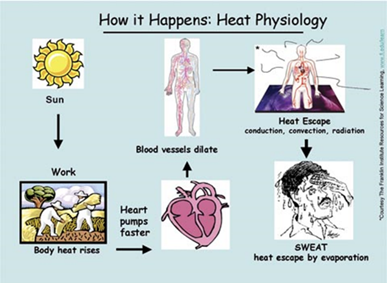 How it Happens: Heat Physiology
Sun
Work
Body heat rises
Heart
pumps
faster
Blood vessels dilate
*
Heat Escape
conduction, convection, radiation
SWEAT
heat escape by evaporation
*Courtesy The Franklin Institute Resources for Science Learning,